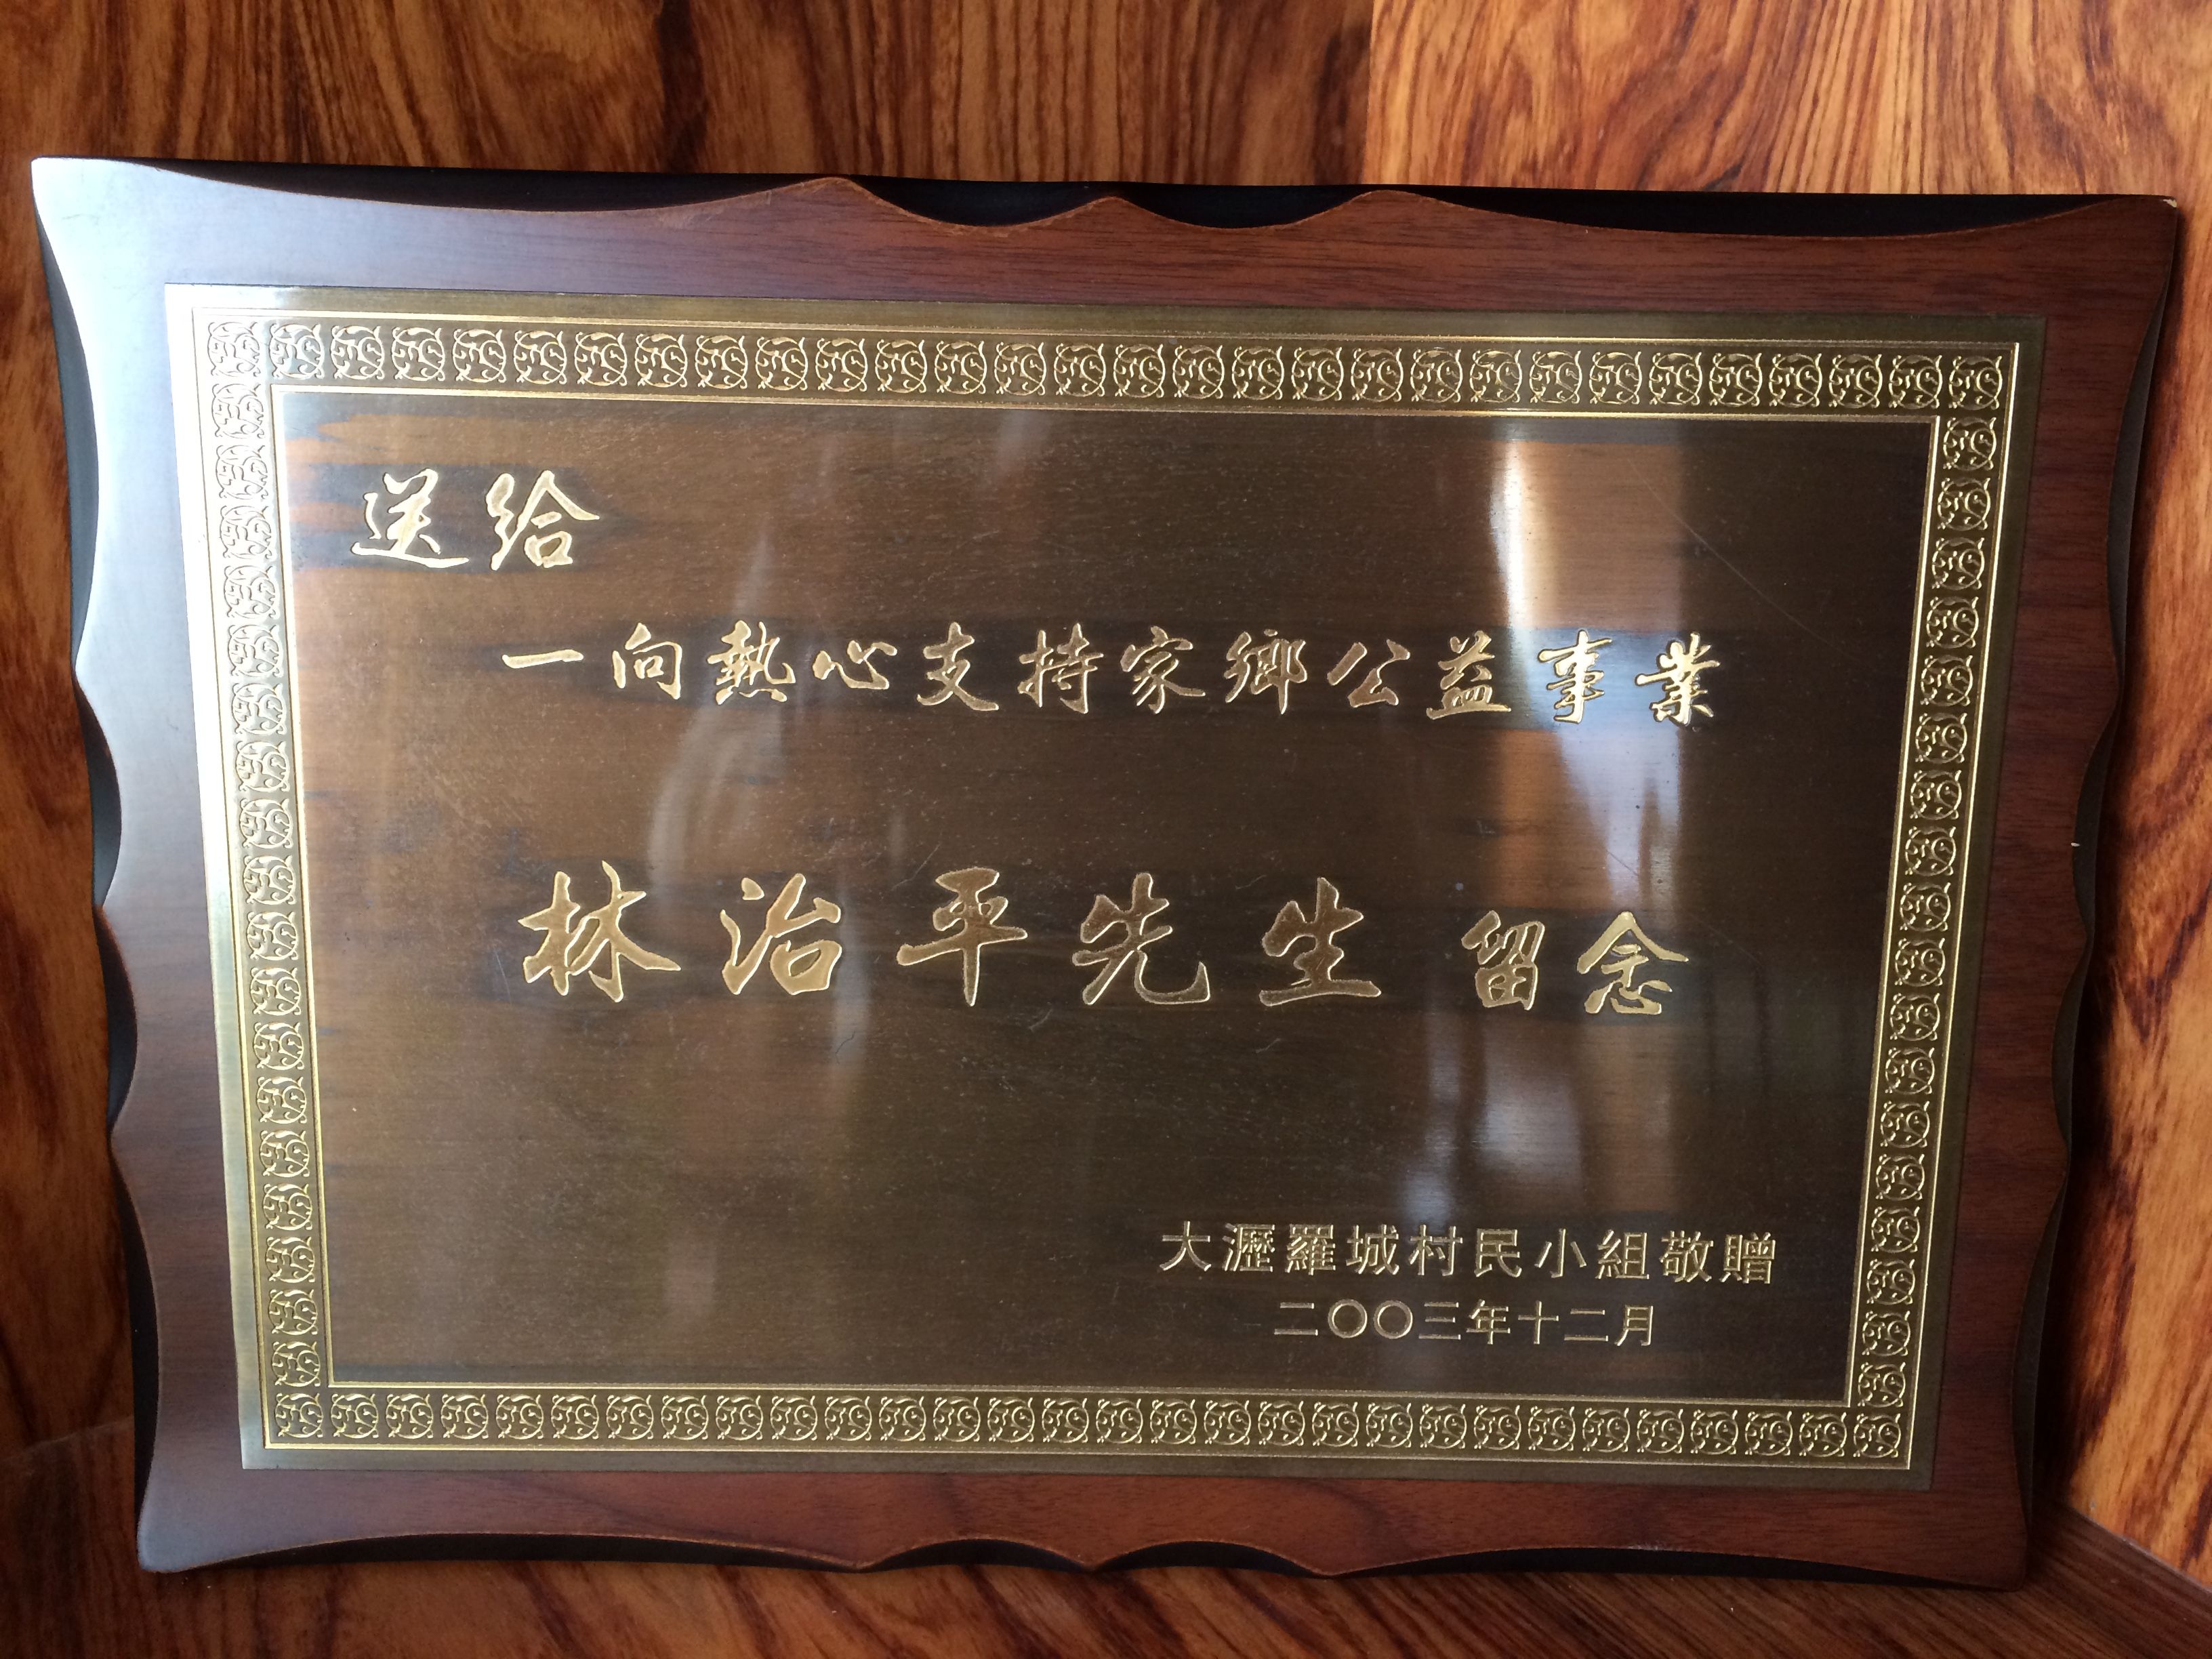 送給
一向熱心支持家鄉公益事業
林治平先生 留念
大瀝羅城村民小組敬贈
二〇〇三年十二月